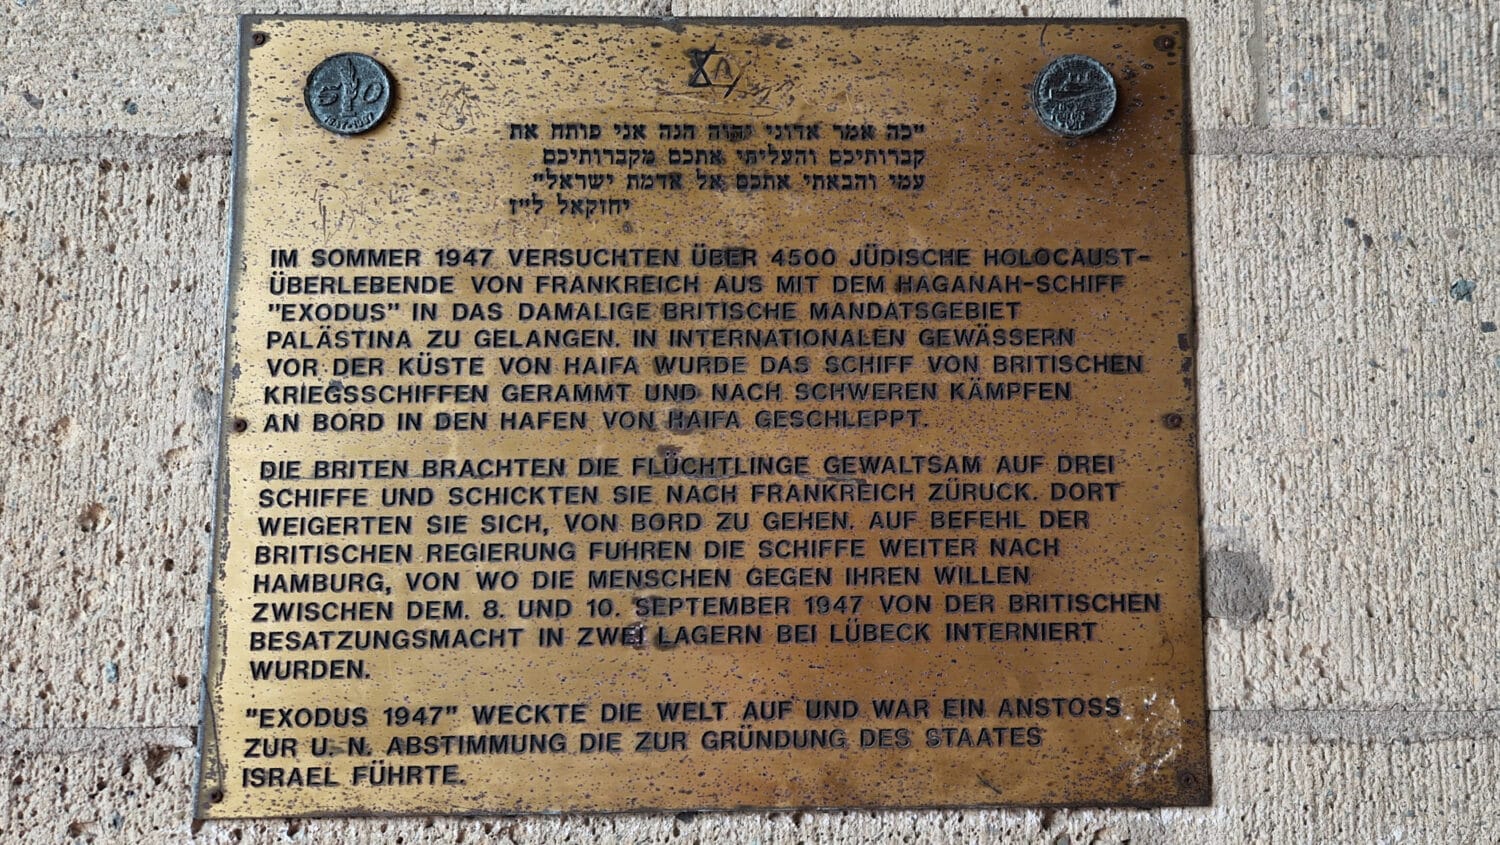 50
1947-1997
"כה אמר אדוני יהוה הנה אני פותח את
קברותיכם והעליתי אתכם מקברותיכם
עמי והבאתי אתכם אל אדמת ישראל"
יחזקאל ל"ז
IM SOMMER 1947 VERSUCHTEN ÜBER 4500 JÜDISCHE HOLOCAUST-
ÜBERLEBENDE VON FRANKREICH AUS MIT DEM HAGANAH-SCHIFF
"EXODUS" IN DAS DAMALIGE BRITISCHE MANDATSGEBIET
PALÄSTINA ZU GELANGEN. IN INTERNATIONALEN GEWÄSSERN
VOR DER KÜSTE VON HAIFA WURDE DAS SCHIFF VON BRITISCHEN
KRIEGSSCHIFFEN GERAMMT UND NACH SCHWEREN KÄMPFEN
AN BORD IN DEN HAFEN VON HAIFA GESCHLEPPT.
DIE BRITEN BRACHTEN DIE FLÜCHTLINGE GEWALTSAM AUF DREI
SCHIFFE UND SCHICKTEN SIE NACH FRANKREICH ZÜRUCK. DORT
WEIGERTEN SIE SICH, VON BORD ZU GEHEN. AUF BEFEHL DER
BRITISCHEN REGIERUNG FUHREN DIE SCHIFFE WEITER NACH
HAMBURG, VON WO DIE MENSCHEN GEGEN IHREN WILLEN
ZWISCHEN DEM. 8. UND 10. SEPTEMBER 1947 VON DER BRITISCHEN
BESATZUNGSMACHT IN ZWEI LAGERN BEI LÜBECK INTERNIERT
WURDEN.
"EXODUS 1947" WECKTE DIE WELT AUF UND WAR EIN ANSTOSS
ZUR U.-N. ABSTIMMUNG DIE ZUR GRÜNDUNG DES STAATES
ISRAEL FÜHRTE.